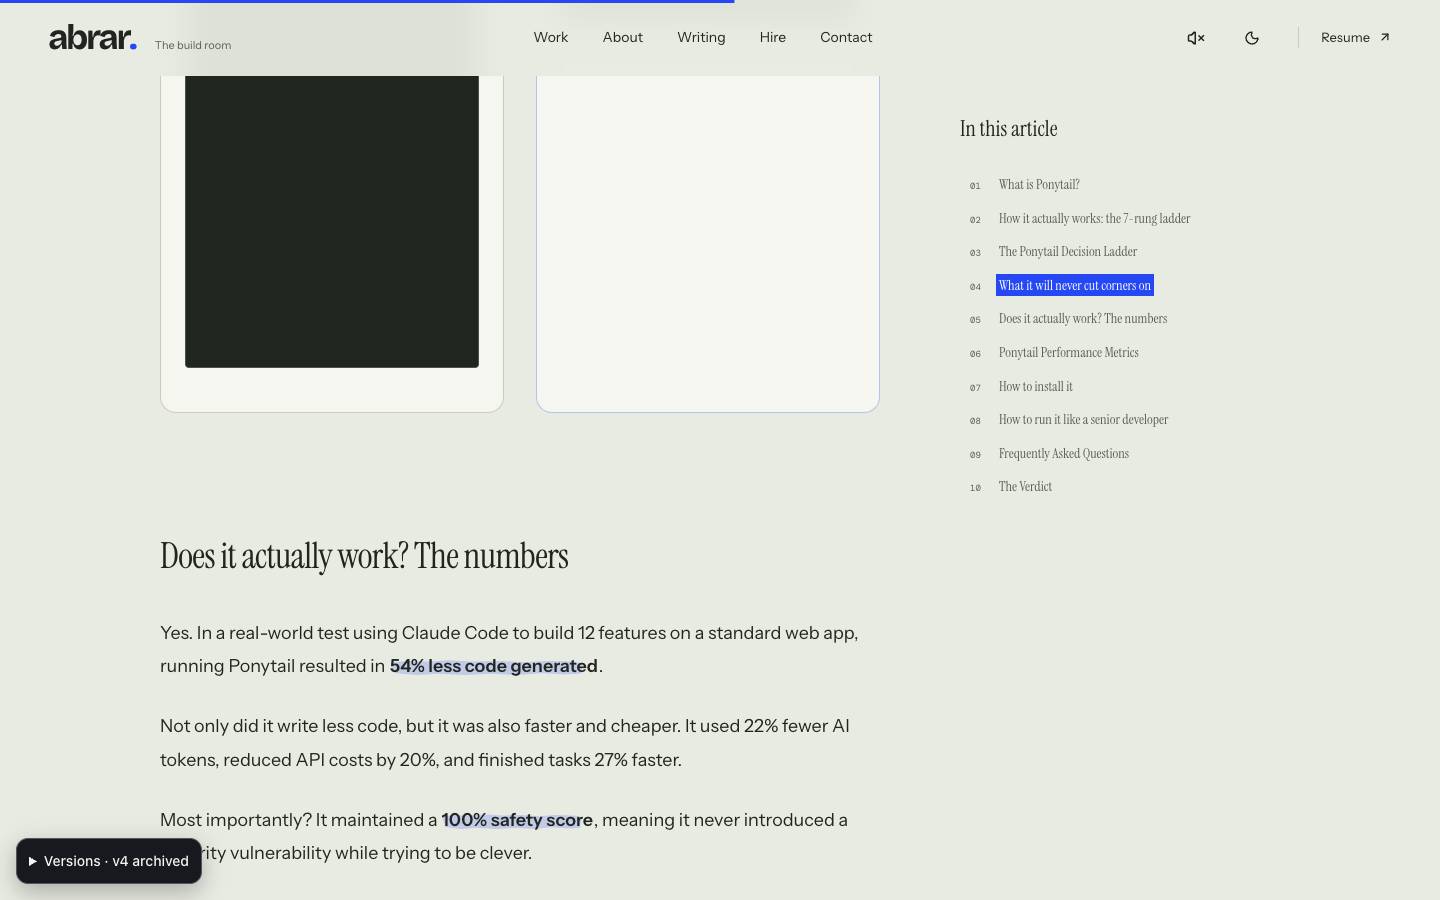 abrar.
The build room
Work
About
Writing
Hire
Contact
Resume
In this article
01 What is Ponytail?
02 How it actually works: the 7-rung ladder
03 The Ponytail Decision Ladder
04 What it will never cut corners on
05 Does it actually work? The numbers
06 Ponytail Performance Metrics
07 How to install it
08 How to run it like a senior developer
09 Frequently Asked Questions
10 The Verdict
Does it actually work? The numbers
Yes. In a real-world test using Claude Code to build 12 features on a standard web app,
running Ponytail resulted in 54% less code generated.
Not only did it write less code, but it was also faster and cheaper. It used 22% fewer AI
tokens, reduced API costs by 20%, and finished tasks 27% faster.
Most importantly? It maintained a 100% safety score, meaning it never introduced a
vulnerability while trying to be clever.
Versions · v4 archived